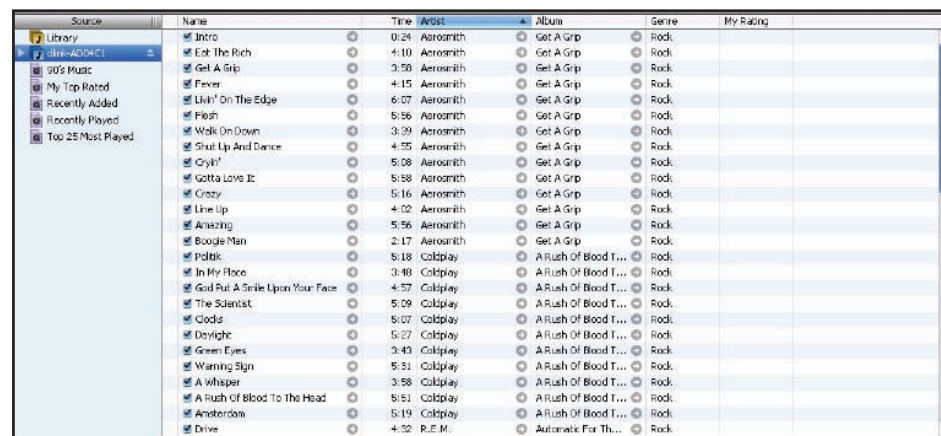 Source Name Time Artist Album Genre My Rating
Library Intro 0:24 Aerosmith Get A Grip Rock
dlink-ADD4C1 Eat The Rich 4:10 Aerosmith Get A Grip Rock
90's Music Get A Grip 3:58 Aerosmith Get A Grip Rock
My Top Rated Fever 4:15 Aerosmith Get A Grip Rock
Recently Added Livin' On The Edge 6:07 Aerosmith Get A Grip Rock
Recently Played Flesh 5:56 Aerosmith Get A Grip Rock
Top 25 Most Played Walk On Down 3:39 Aerosmith Get A Grip Rock
Shut Up And Dance 4:55 Aerosmith Get A Grip Rock
Cryin' 5:08 Aerosmith Get A Grip Rock
Gotta Love It 5:58 Aerosmith Get A Grip Rock
Crazy 5:16 Aerosmith Get A Grip Rock
Line Up 4:02 Aerosmith Get A Grip Rock
Amazing 5:56 Aerosmith Get A Grip Rock
Boogie Man 2:17 Aerosmith Get A Grip Rock
Politik 5:18 Coldplay A Rush Of Blood T... Rock
In My Place 3:48 Coldplay A Rush Of Blood T... Rock
God Put A Smile Upon Your Face 4:57 Coldplay A Rush Of Blood T... Rock
The Scientist 5:09 Coldplay A Rush Of Blood T... Rock
Clocks 5:07 Coldplay A Rush Of Blood T... Rock
Daylight 5:27 Coldplay A Rush Of Blood T... Rock
Green Eyes 3:43 Coldplay A Rush Of Blood T... Rock
Warning Sign 5:31 Coldplay A Rush Of Blood T... Rock
A Whisper 3:58 Coldplay A Rush Of Blood T... Rock
A Rush Of Blood To The Head 5:51 Coldplay A Rush Of Blood T... Rock
Amsterdam 5:19 Coldplay A Rush Of Blood T... Rock
Drive 4:32 R.E.M. Automatic For Th... Rock